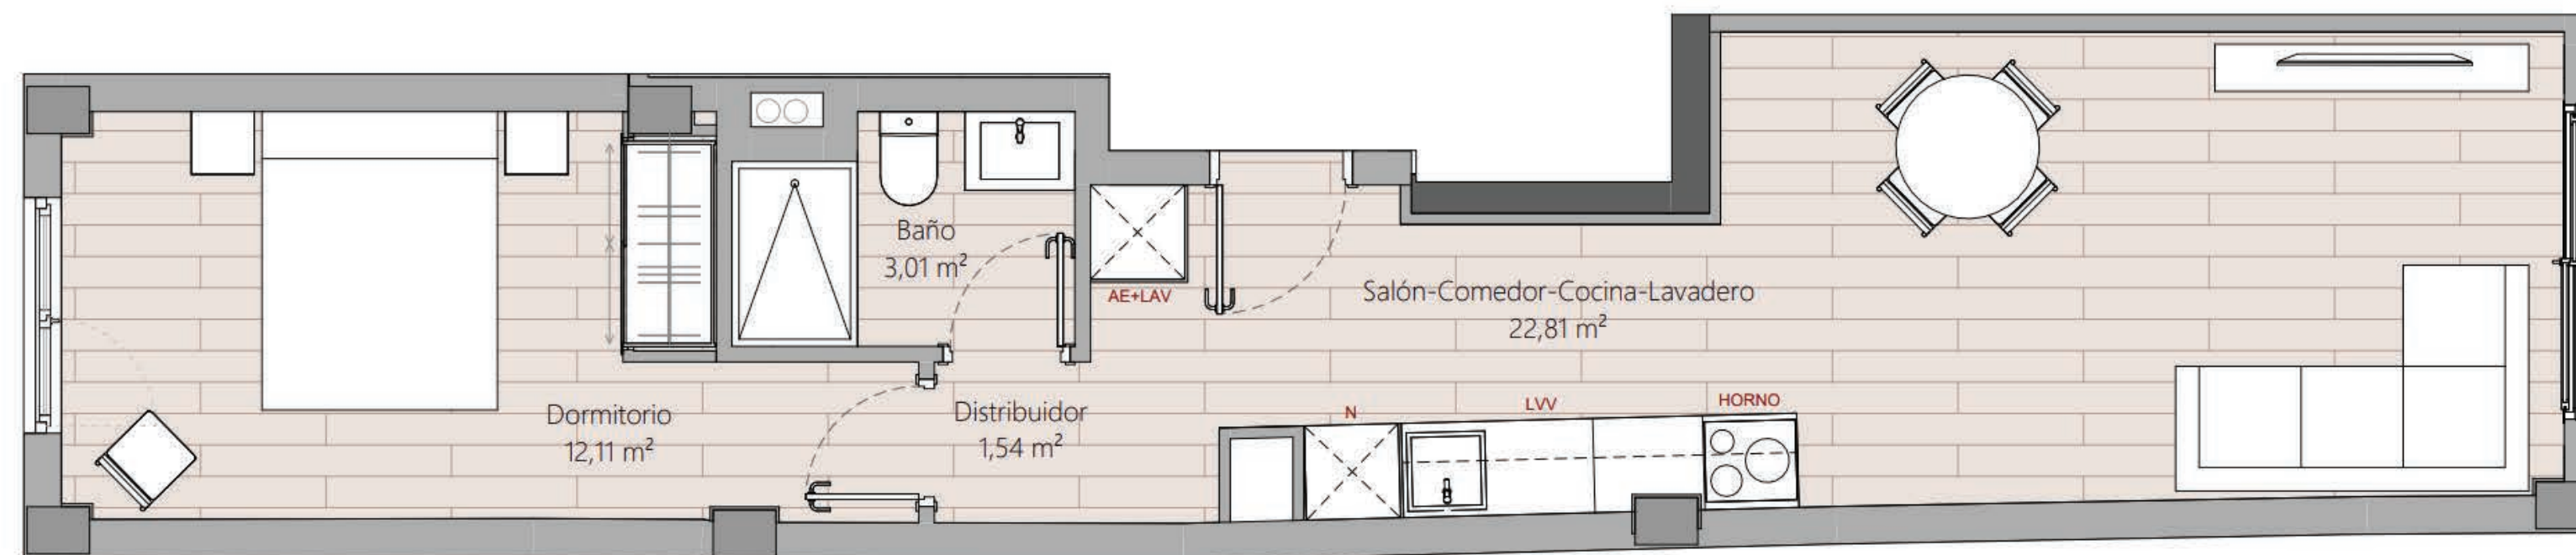 Baño
3,01 m²
AE+LAV
Salón-Comedor-Cocina-Lavadero
22,81 m²
Dormitorio
12,11 m²
Distribuidor
1,54 m²
N
LVV
HORNO